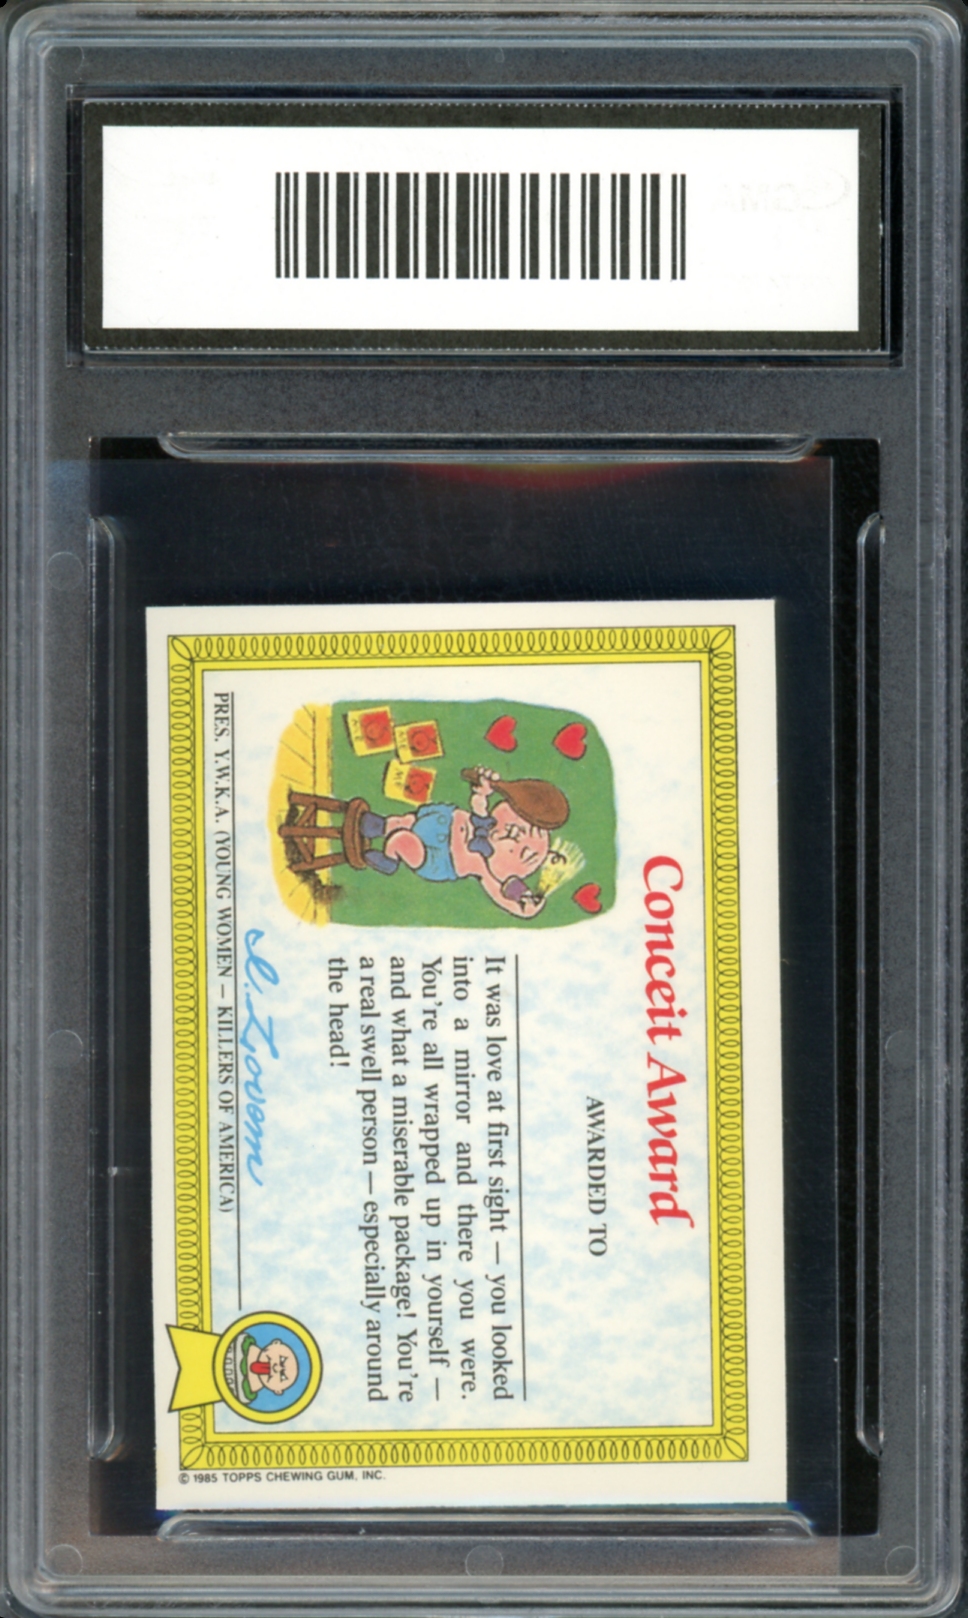 Conceit Award
AWARDED TO
It was love at first sight — you looked
into a mirror and there you were.
You're all wrapped up in yourself —
and what a miserable package! You're
a real swell person — especially around
the head!
I. Lovem
PRES. Y.W.K.A. (YOUNG WOMEN — KILLERS OF AMERICA)
© 1985 TOPPS CHEWING GUM, INC.